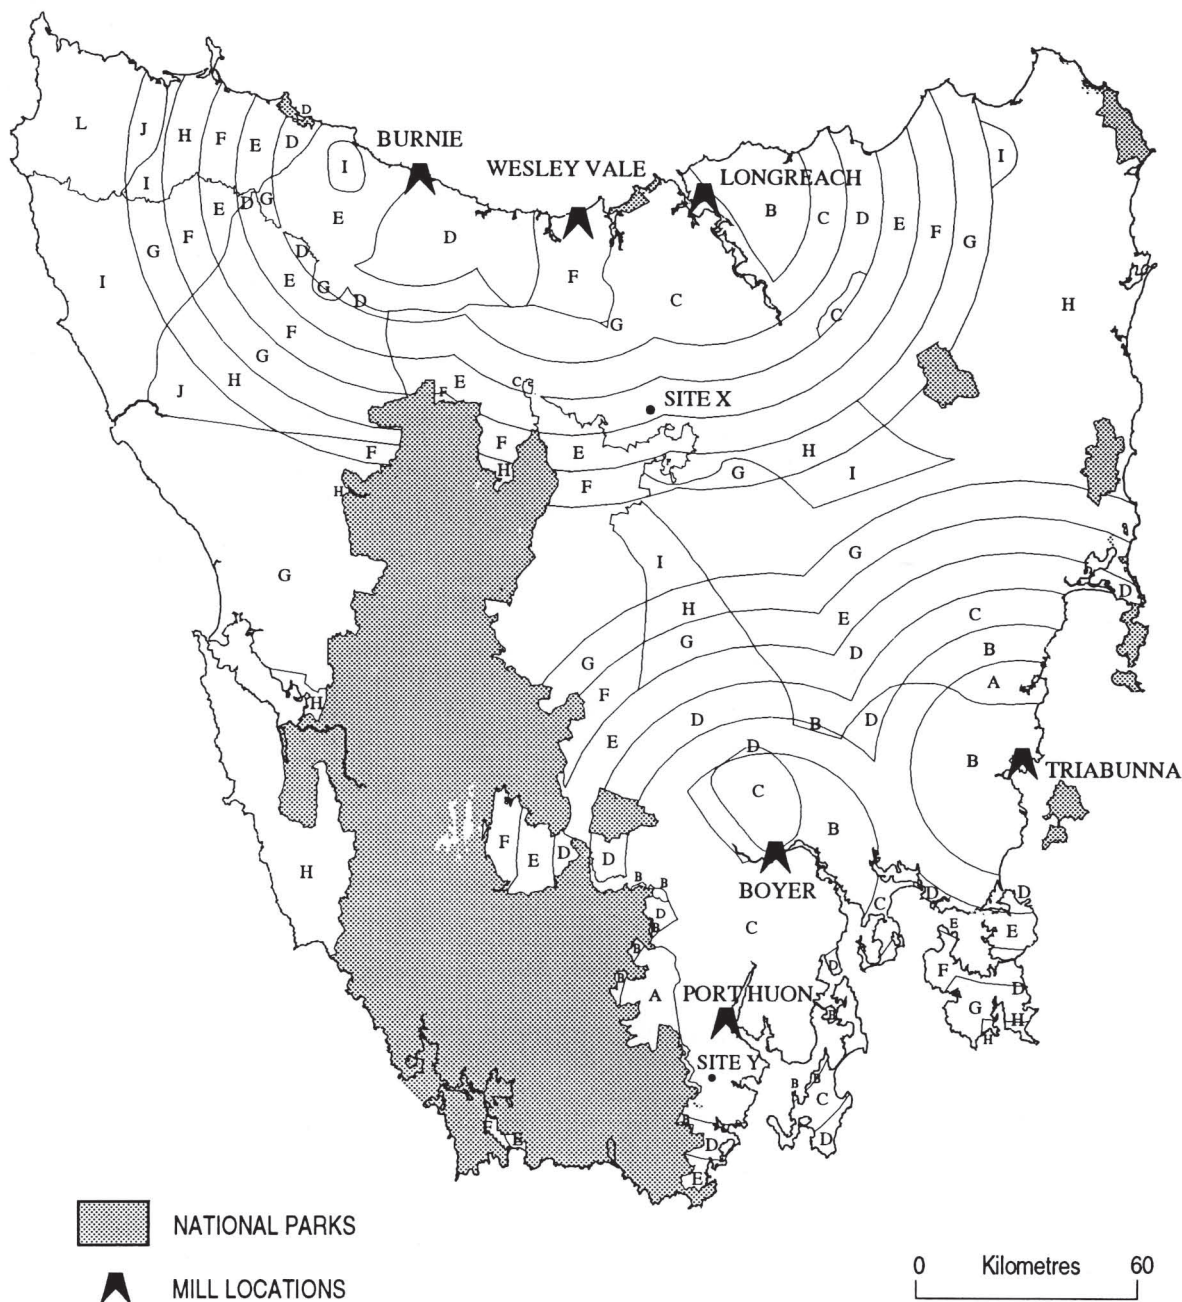 D
L J H F E D
BURNIE
I
I
WESLEY VALE
LONGREACH
B C D E F G
I E D G
E
D
F
C
G
C
H
I G F
D
E G D
F
G
H
J
E
F
C
SITE X
F
F
H
E
F
G
H
I
H
G
I
G
H
E
C
D
G
D
B
G
F
A
E
D
B
D
D
H
C
B
B
TRIABUNNA
F E D D
B
BOYER
H
B B
D
B
B
B
C
C
D
D
E
E
F
D
G
H
H
A
PORT HUON
D
B
SITE Y
B
B
C
D
B
D
E
F
E
NATIONAL PARKS
MILL LOCATIONS
0 Kilometres 60